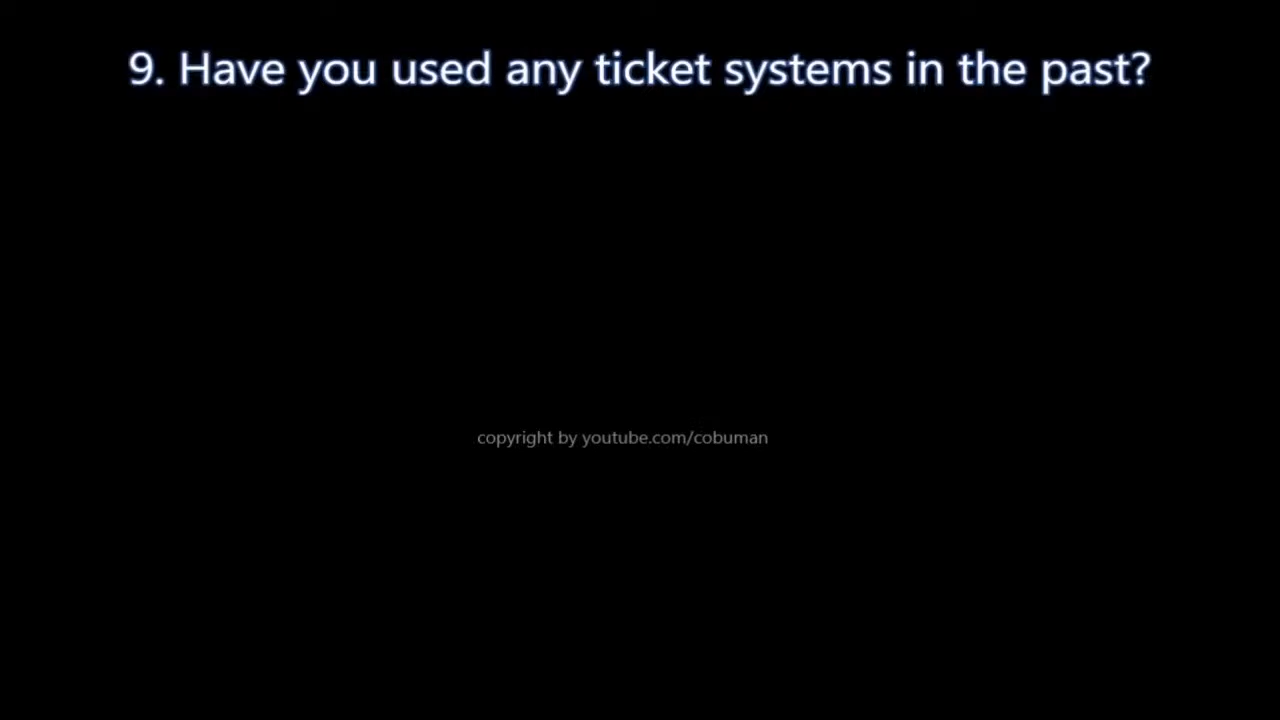 9. Have you used any ticket systems in the past?
copyright by youtube.com/cobuman